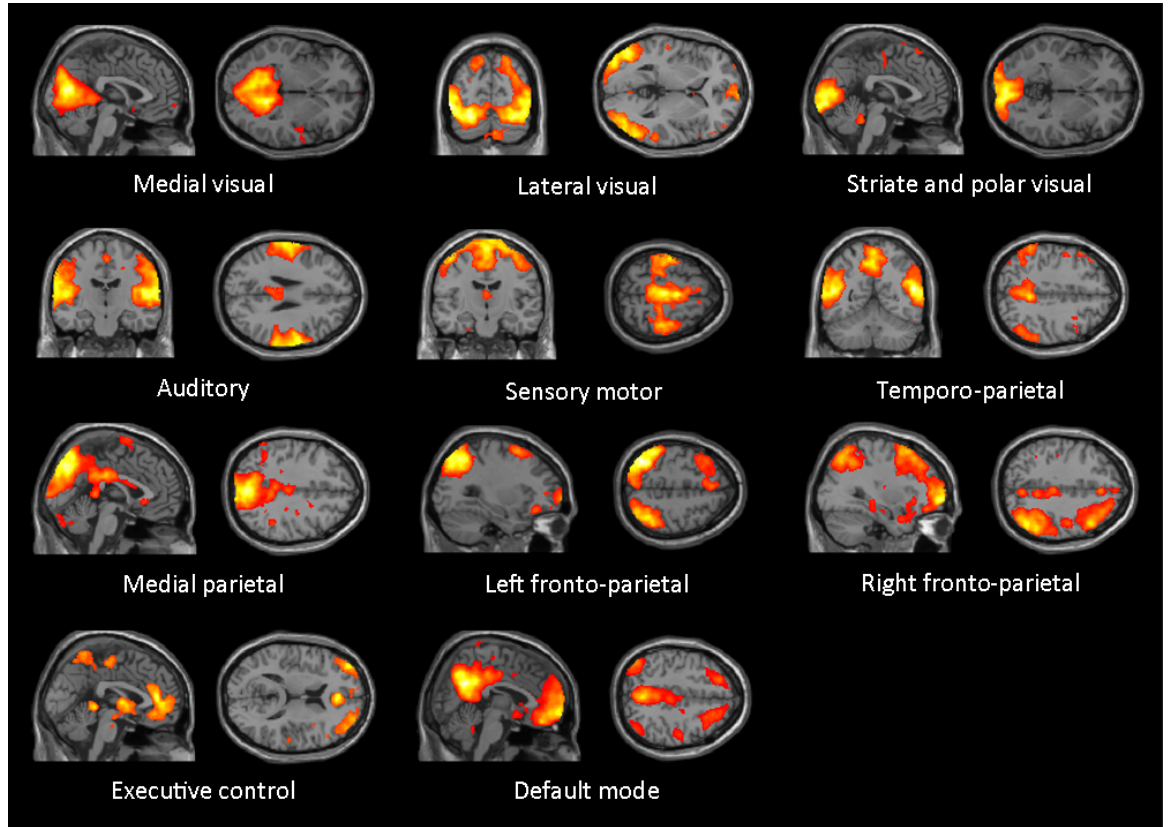 Medial visual
Lateral visual
Striate and polar visual
Auditory
Sensory motor
Temporo-parietal
Medial parietal
Left fronto-parietal
Right fronto-parietal
Executive control
Default mode